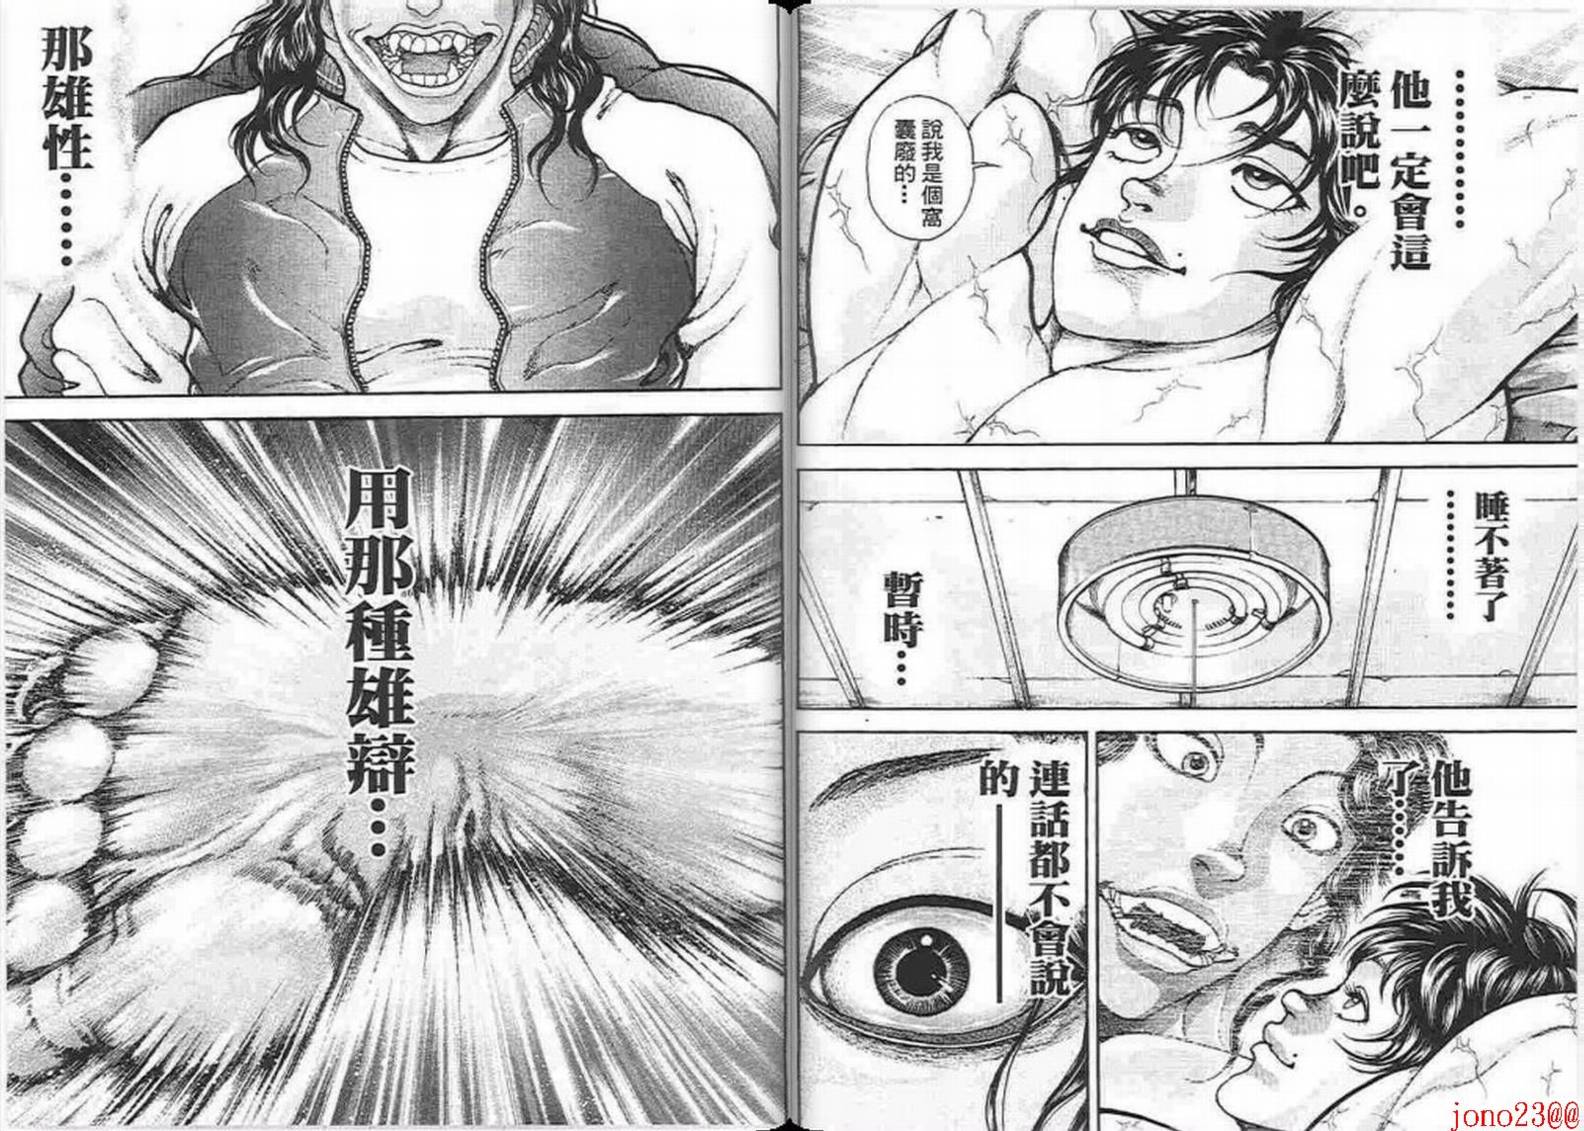 …………
他一定會這
麼說吧。
說我是個窩
囊廢的…
睡不著了
…………
暫時…
他告訴我
了………
連話都不會說
的——
那雄性………
用那種雄辯…
jono23@@